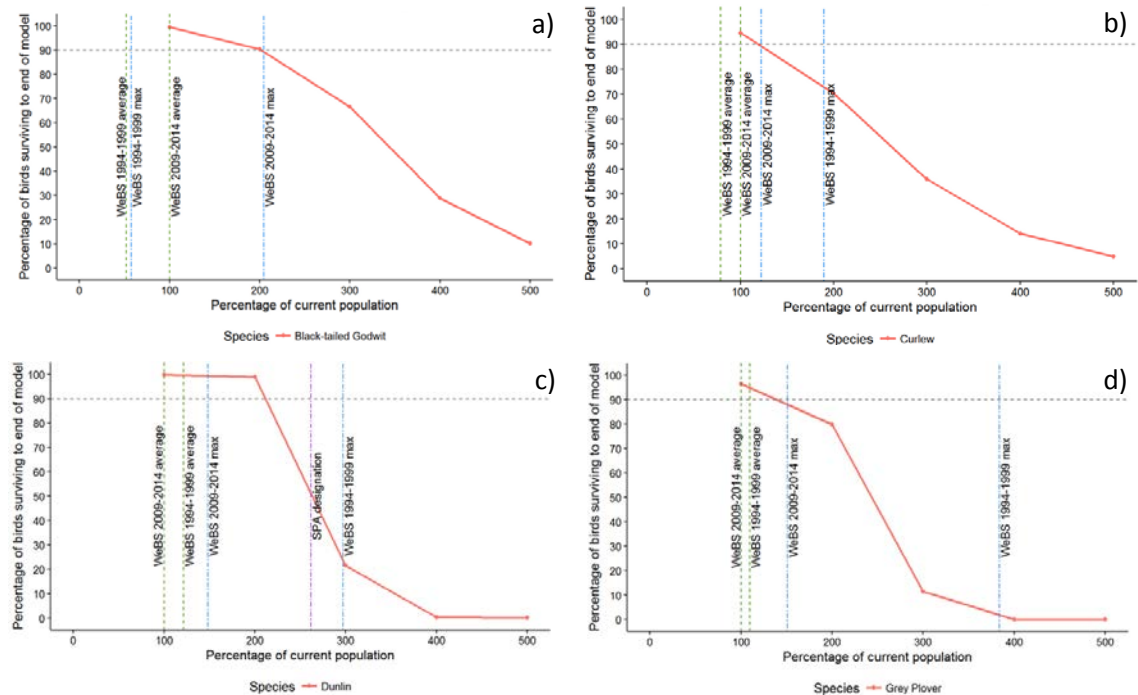 a)
Percentage of birds surviving to end of model
100
90
80
70
60
50
40
30
20
10
0
WeBS 1994-1999 average
WeBS 1994-1999 max
WeBS 2009-2014 average
WeBS 2009-2014 max
0 100 200 300 400 500
Percentage of current population
Species Black-tailed Godwit
b)
Percentage of birds surviving to end of model
100
90
80
70
60
50
40
30
20
10
0
WeBS 1994-1999 average
WeBS 2009-2014 average
WeBS 2009-2014 max
WeBS 1994-1999 max
0 100 200 300 400 500
Percentage of current population
Species Curlew
c)
Percentage of birds surviving to end of model
100
90
80
70
60
50
40
30
20
10
0
WeBS 2009-2014 average
WeBS 1994-1999 average
WeBS 2009-2014 max
SPA designation
WeBS 1994-1999 max
0 100 200 300 400 500
Percentage of current population
Species Dunlin
d)
Percentage of birds surviving to end of model
100
90
80
70
60
50
40
30
20
10
0
WeBS 2009-2014 average
WeBS 1994-1999 average
WeBS 2009-2014 max
WeBS 1994-1999 max
0 100 200 300 400 500
Percentage of current population
Species Grey Plover